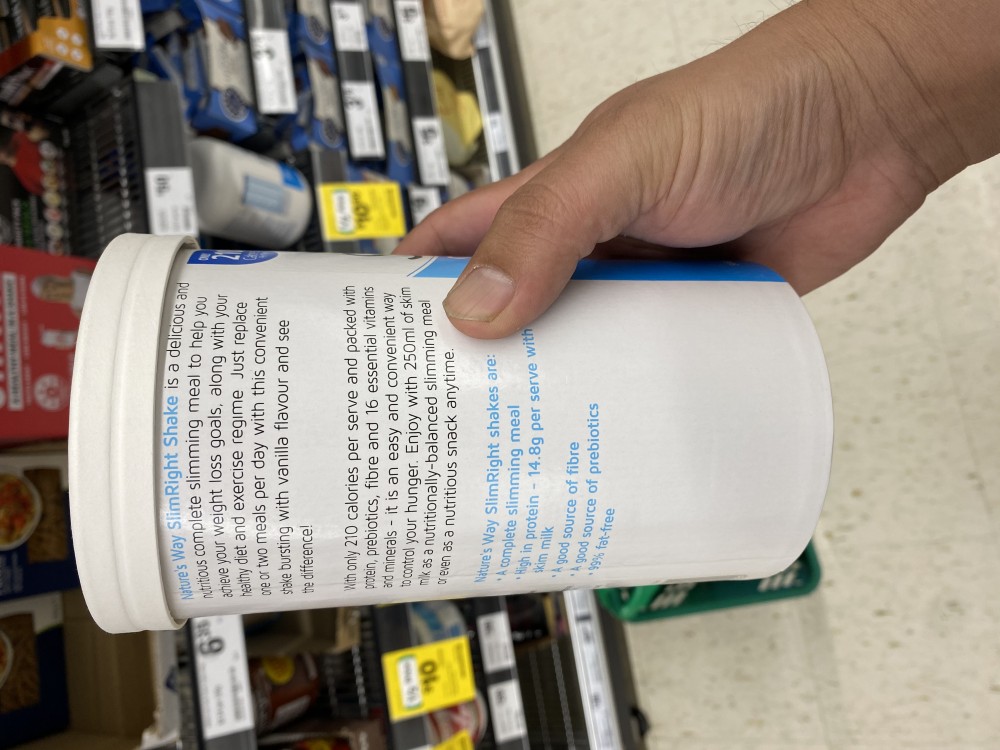 Nature's Way SlimRight Shake is a delicious and
nutritious complete slimming meal to help you
achieve your weight loss goals, along with your
healthy diet and exercise regime Just replace
one or two meals per day with this convenient
shake bursting with vanilla flavour and see
the difference!
With only 210 calories per serve and packed with
protein, prebiotics, fibre and 16 essential vitamins
and minerals - it is an easy and convenient way
to control your hunger. Enjoy with 250ml of skim
milk as a nutritionally-balanced slimming meal
or even as a nutritious snack anytime.
Nature's Way SlimRight shakes are:
• A complete slimming meal
• High in protein - 14.8g per serve with
skim milk
• A good source of fibre
• A good source of prebiotics
• 99% fat-free